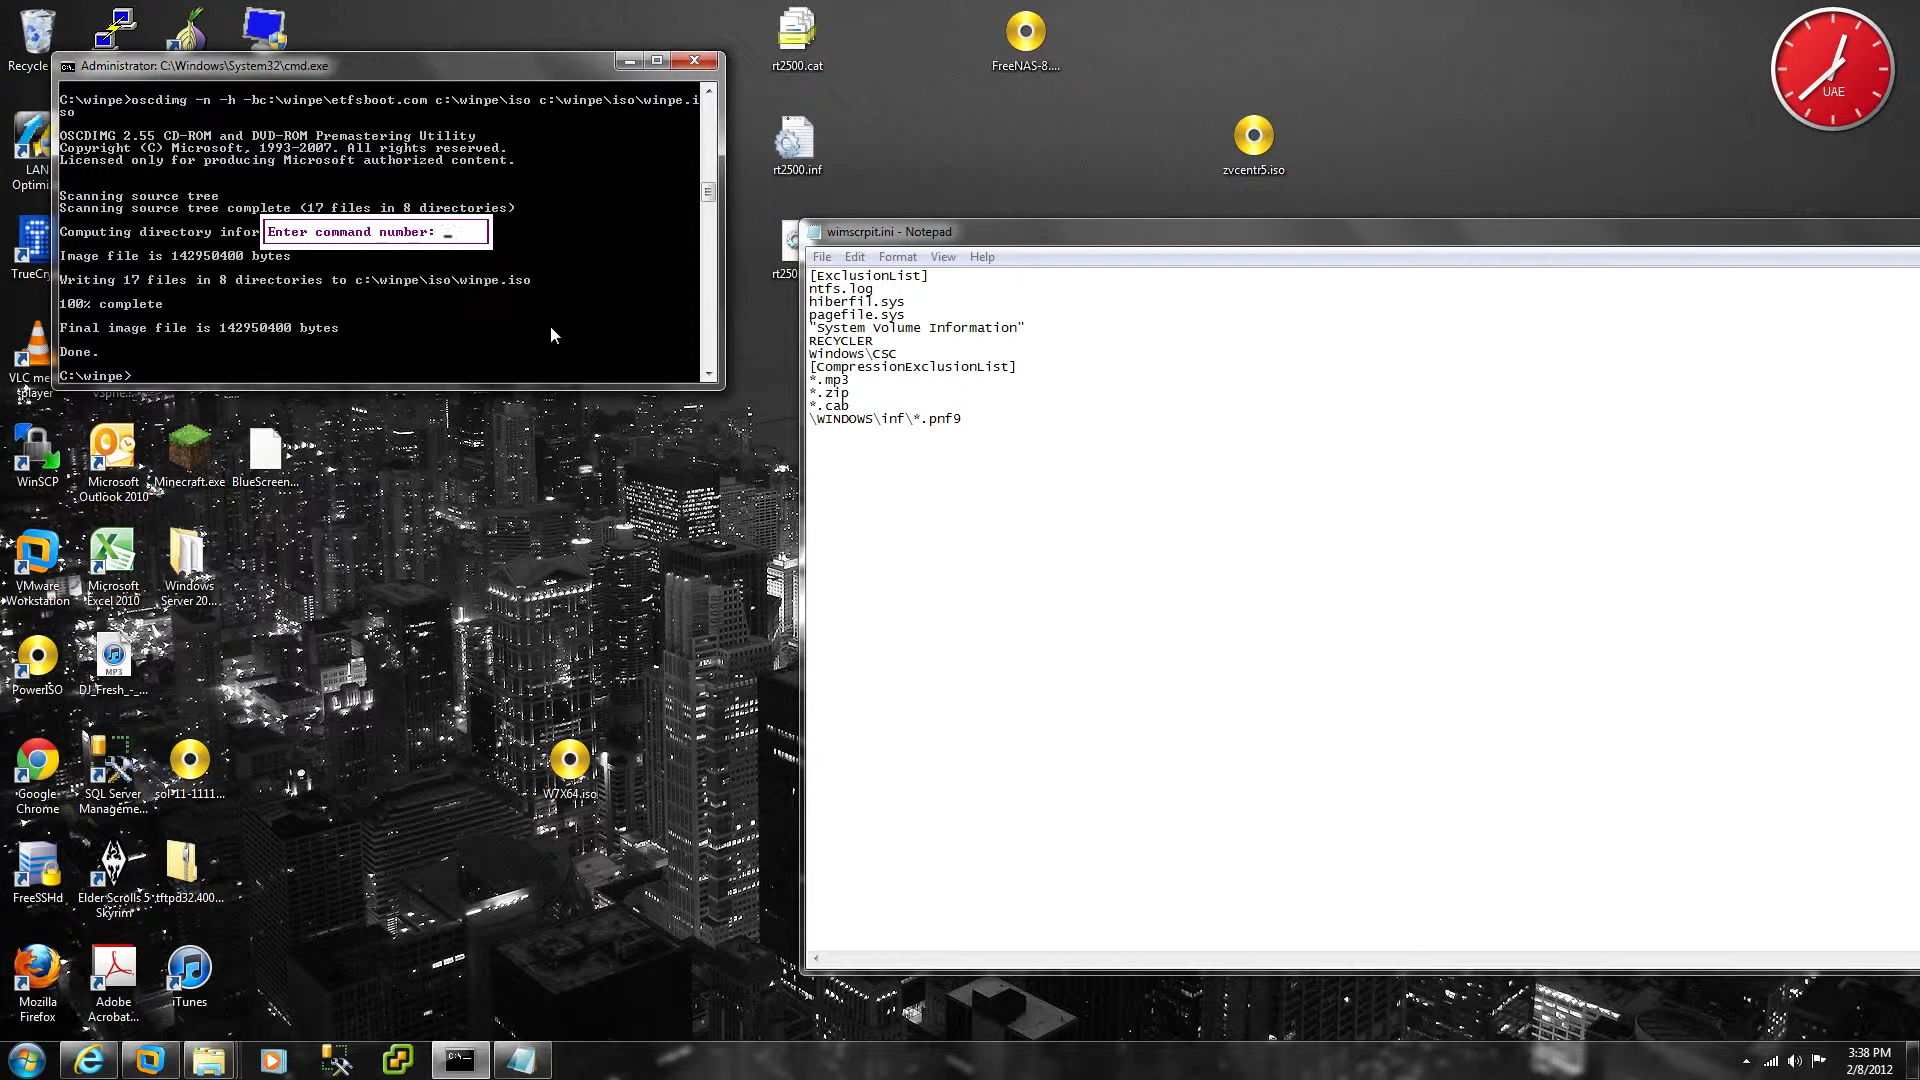 Recycle
LAN
Optimi...
TrueCry
VLC me
player
WinSCP
Microsoft
Outlook 2010
Minecraft.exe
BlueScreen...
VMware
Workstation
Microsoft
Excel 2010
Windows
Server 20...
PowerISO
MP3
DJ_Fresh_-_...
Google
Chrome
SQL Server
Manageme...
sol-11-1111...
W7X64.iso
FreeSSHd
Elder Scrolls 5
Skyrim
tftpd32.400...
Mozilla
Firefox
Adobe
Acrobat...
iTunes
rt2500.cat
FreeNAS-8....
rt2500.inf
zvcentr5.iso
rt250
UAE
Administrator: C:\Windows\System32\cmd.exe
C:\winpe>oscdimg -n -h -bc:\winpe\etfsboot.com c:\winpe\iso c:\winpe\iso\winpe.i
so
OSCDIMG 2.55 CD-ROM and DVD-ROM Premastering Utility
Copyright (C) Microsoft, 1993-2007. All rights reserved.
Licensed only for producing Microsoft authorized content.
Scanning source tree
Scanning source tree complete (17 files in 8 directories)
Computing directory infor
Enter command number: _
Image file is 142950400 bytes
Writing 17 files in 8 directories to c:\winpe\iso\winpe.iso
100% complete
Final image file is 142950400 bytes
Done.
C:\winpe>
wimscrpit.ini - Notepad
File Edit Format View Help
[ExclusionList]
ntfs.log
hiberfil.sys
pagefile.sys
"System Volume Information"
RECYCLER
Windows\CSC
[CompressionExclusionList]
*.mp3
*.zip
*.cab
\WINDOWS\inf\*.pnf9
3:38 PM
2/8/2012